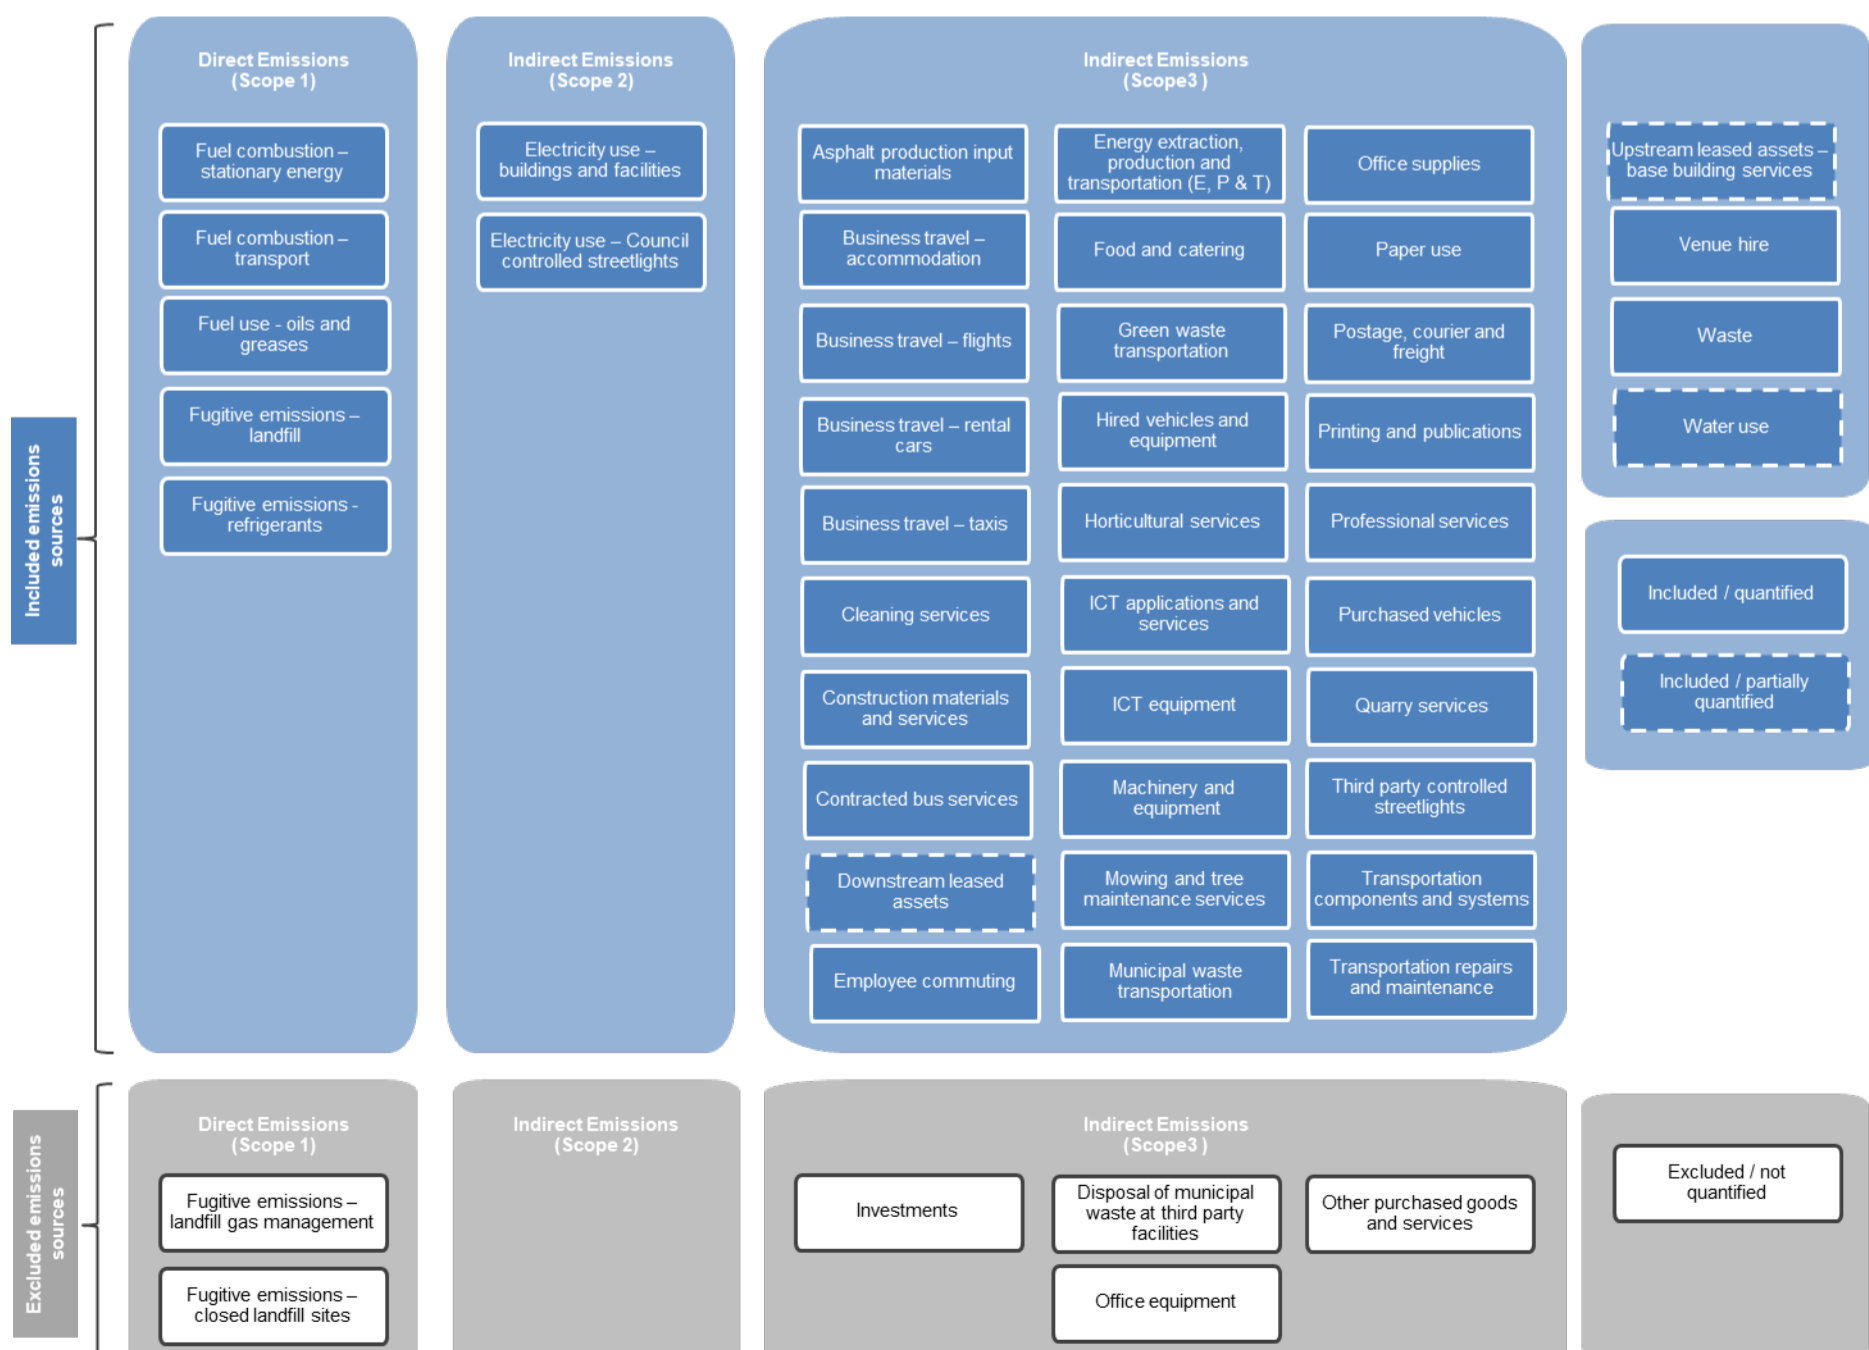 Included emissions
sources
Direct Emissions
(Scope 1)
Fuel combustion –
stationary energy
Fuel combustion –
transport
Fuel use - oils and
greases
Fugitive emissions –
landfill
Fugitive emissions -
refrigerants
Indirect Emissions
(Scope 2)
Electricity use –
buildings and facilities
Electricity use – Council
controlled streetlights
Indirect Emissions
(Scope3 )
Asphalt production input
materials
Business travel –
accommodation
Business travel – flights
Business travel – rental
cars
Business travel – taxis
Cleaning services
Construction materials
and services
Contracted bus services
Downstream leased
assets
Employee commuting
Energy extraction,
production and
transportation (E, P & T)
Food and catering
Green waste
transportation
Hired vehicles and
equipment
Horticultural services
ICT applications and
services
ICT equipment
Machinery and
equipment
Mowing and tree
maintenance services
Municipal waste
transportation
Office supplies
Paper use
Postage, courier and
freight
Printing and publications
Professional services
Purchased vehicles
Quarry services
Third party controlled
streetlights
Transportation
components and systems
Transportation repairs
and maintenance
Upstream leased assets –
base building services
Venue hire
Waste
Water use
Included / quantified
Included / partially
quantified
Excluded emissions
sources
Direct Emissions
(Scope 1)
Fugitive emissions –
landfill gas management
Fugitive emissions –
closed landfill sites
Indirect Emissions
(Scope 2)
Indirect Emissions
(Scope3 )
Investments
Disposal of municipal
waste at third party
facilities
Office equipment
Other purchased goods
and services
Excluded / not
quantified